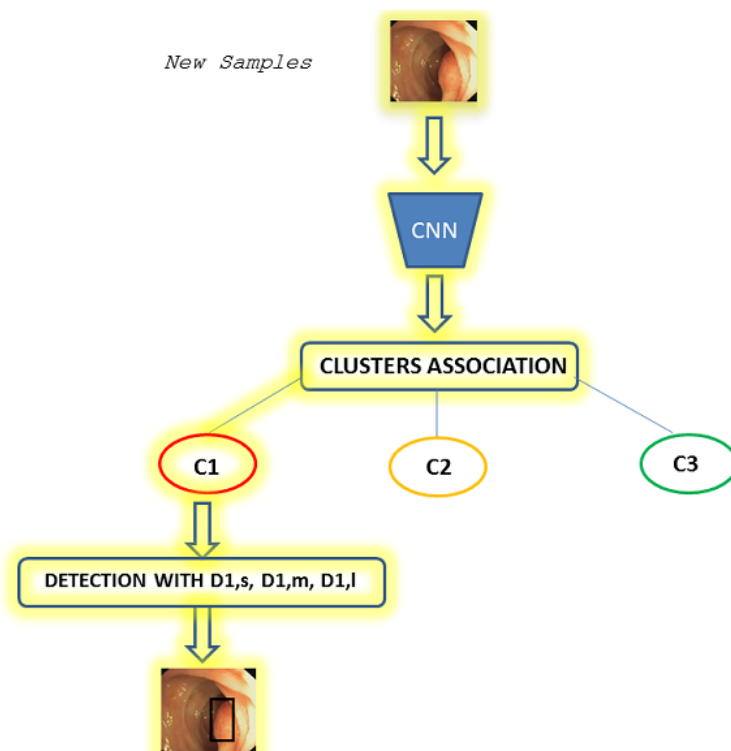 New Samples
CNN
CLUSTERS ASSOCIATION
C1
C2
C3
DETECTION WITH D1,s, D1,m, D1,l